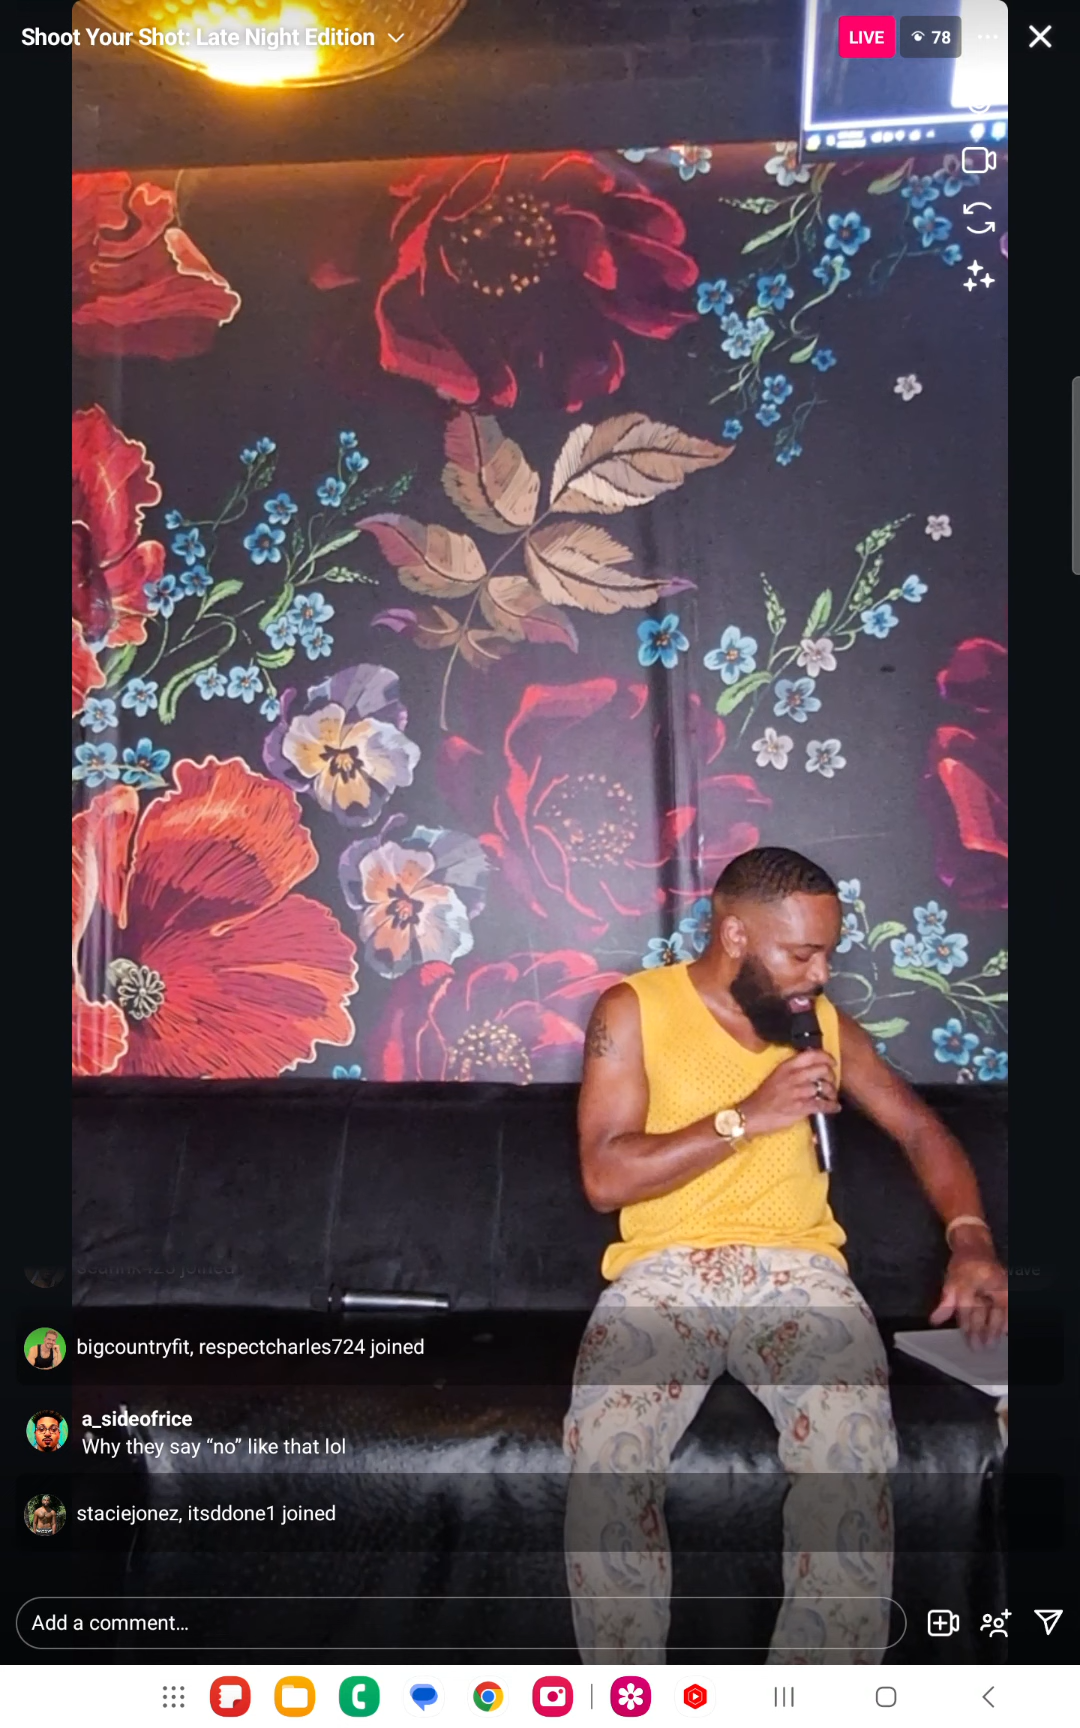 Shoot Your Shot: Late Night Edition
LIVE
78
bigcountryfit, respectcharles724 joined
a_sideofrice
Why they say “no” like that lol
staciejonez, itsddone1 joined
Add a comment...